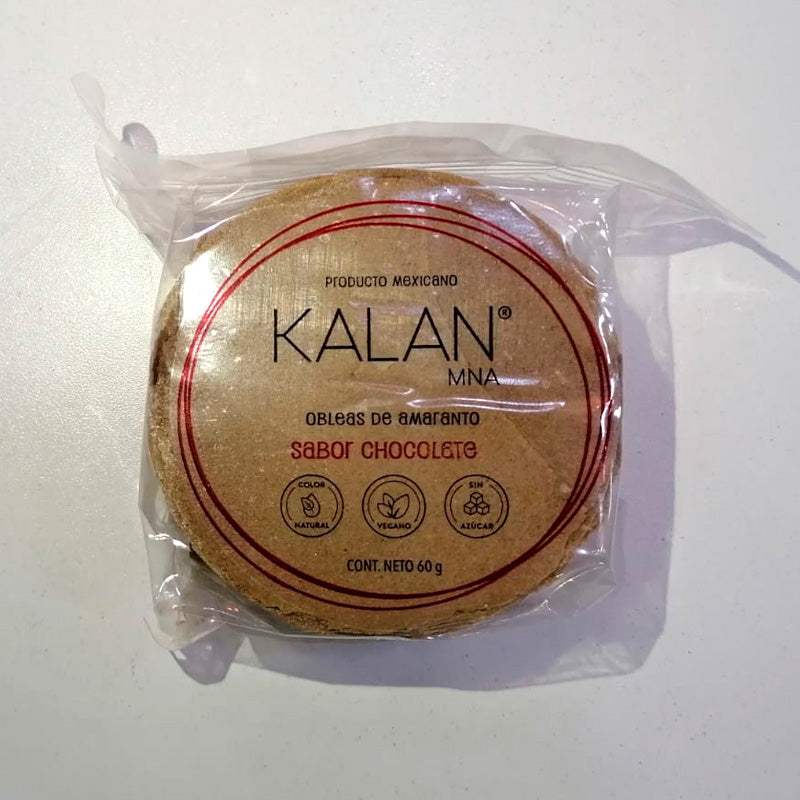 Producto Mexicano
KALAN®
MNA
OBLEAS DE AMARANTO
SABOR CHOCOLATE
COLOR
NATURAL
VEGANO
SIN
AZÚCAR
CONT. NETO 60 g